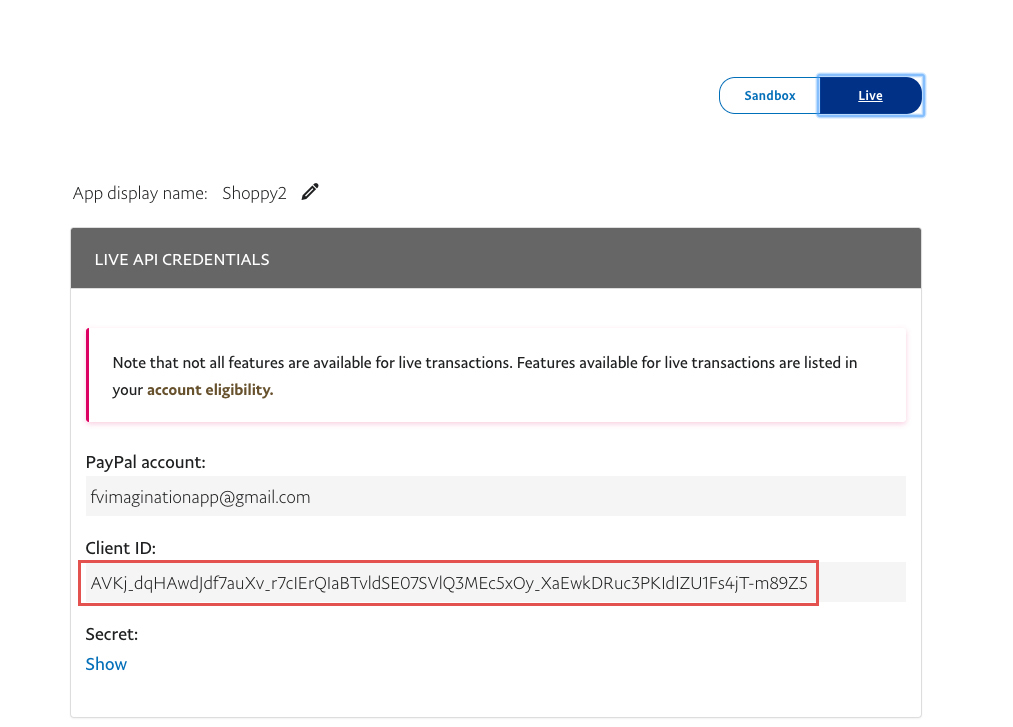 Sandbox Live
App display name: Shoppy2
LIVE API CREDENTIALS
Note that not all features are available for live transactions. Features available for live transactions are listed in
your account eligibility.
PayPal account:
fvimaginationapp@gmail.com
Client ID:
AVKj_dqHAwdJdf7auXv_r7cIErQIaBTvldSE07SVlQ3MEc5xOy_XaEwkDRuc3PKIdIZU1Fs4jT-m89Z5
Secret:
Show